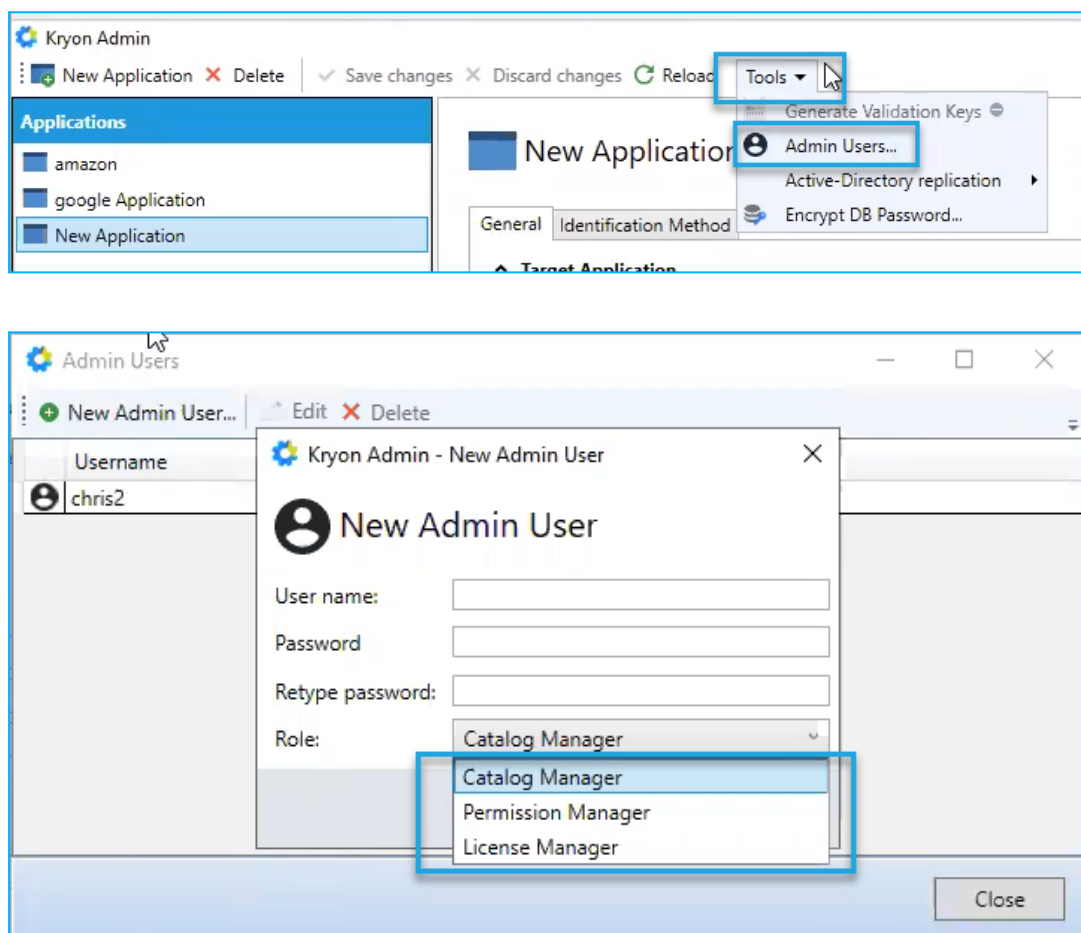 Kryon Admin
New Application Delete Save changes Discard changes Reload Tools
Generate Validation Keys
Applications
Admin Users...
amazon
New Application
Active-Directory replication
google Application
Encrypt DB Password...
General Identification Method
New Application
Target Application
Admin Users
New Admin User... Edit Delete
Username
Kryon Admin - New Admin User
chris2
New Admin User
User name:
Password
Retype password:
Role: Catalog Manager
Catalog Manager
Permission Manager
License Manager
Close